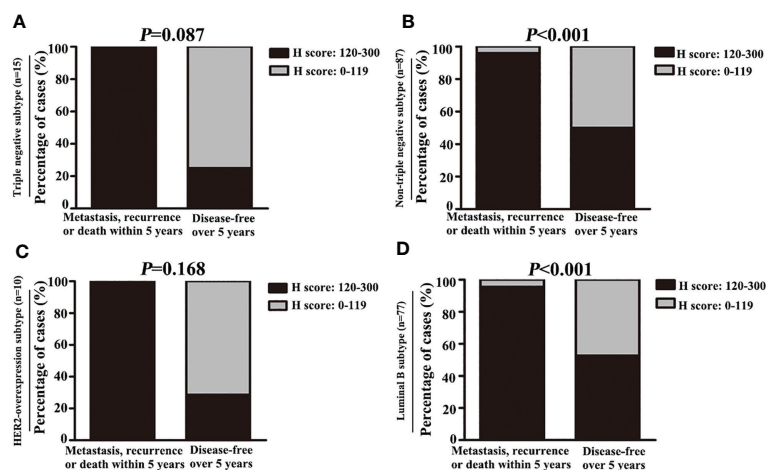 A
P=0.087
Triple negative subtype (n=15)
Percentage of cases (%)
100
80
60
40
20
0
Metastasis, recurrence
or death within 5 years
Disease-free
over 5 years
H score: 120-300
H score: 0-119
B
P<0.001
Non-triple negative subtype (n=87)
Percentage of cases (%)
100
80
60
40
20
0
Metastasis, recurrence
or death within 5 years
Disease-free
over 5 years
H score: 120-300
H score: 0-119
C
P=0.168
HER2-overexpression subtype (n=10)
Percentage of cases (%)
100
80
60
40
20
0
Metastasis, recurrence
or death within 5 years
Disease-free
over 5 years
H score: 120-300
H score: 0-119
D
P<0.001
Luminal B subtype (n=77)
Percentage of cases (%)
100
80
60
40
20
0
Metastasis, recurrence
or death within 5 years
Disease-free
over 5 years
H score: 120-300
H score: 0-119